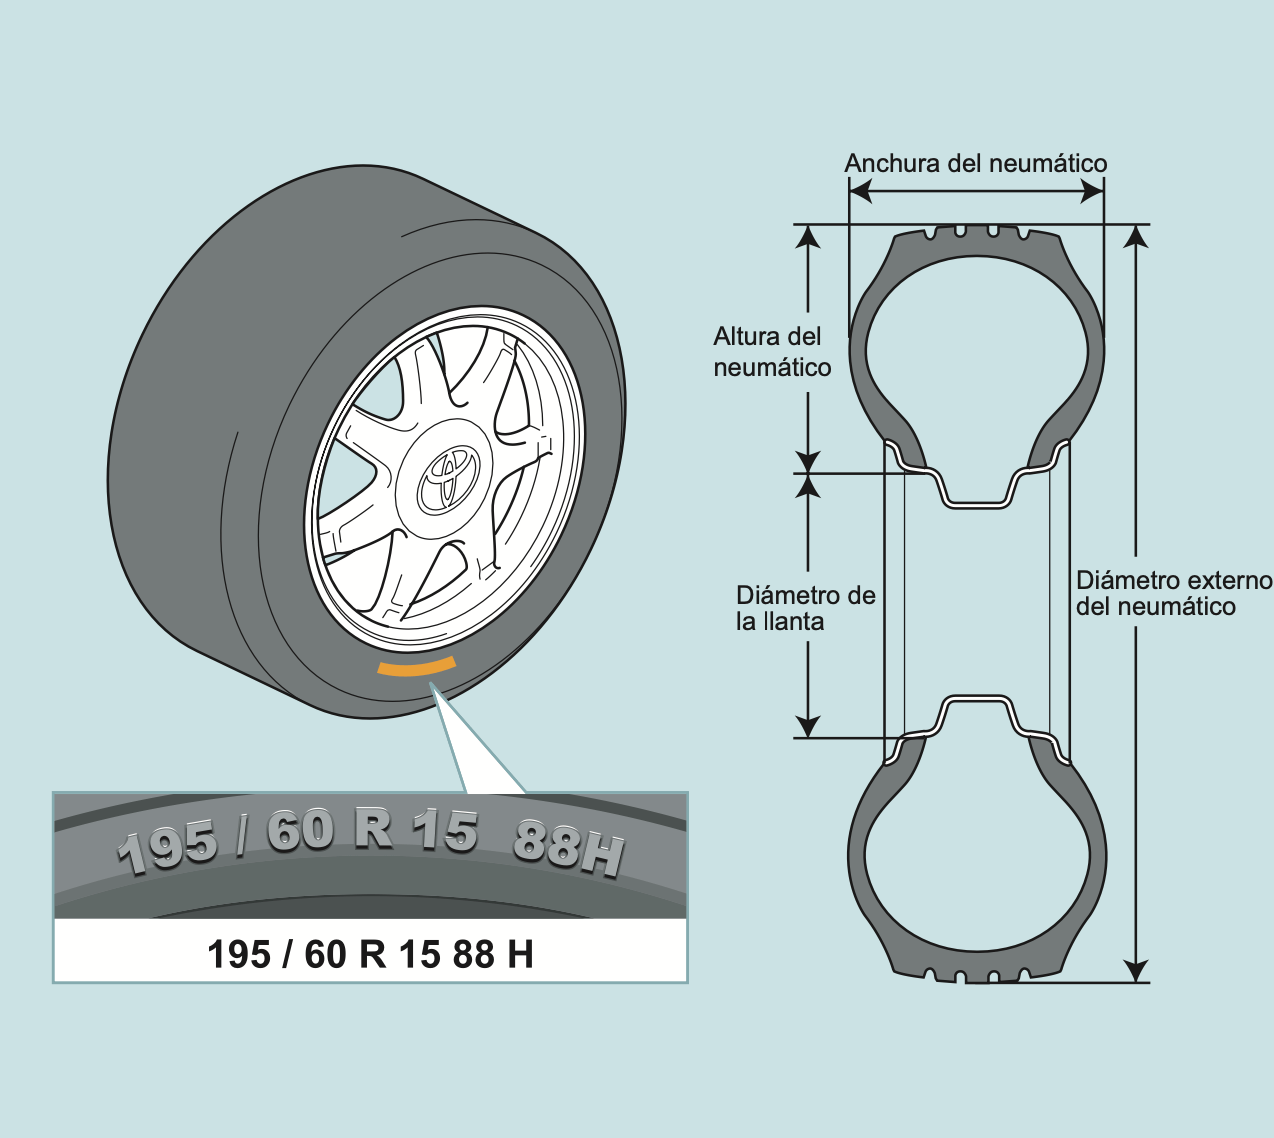 Anchura del neumático
Altura del
neumático
Diámetro de
la llanta
Diámetro externo
del neumático
195 / 60 R 15 88H
195 / 60 R 15 88 H